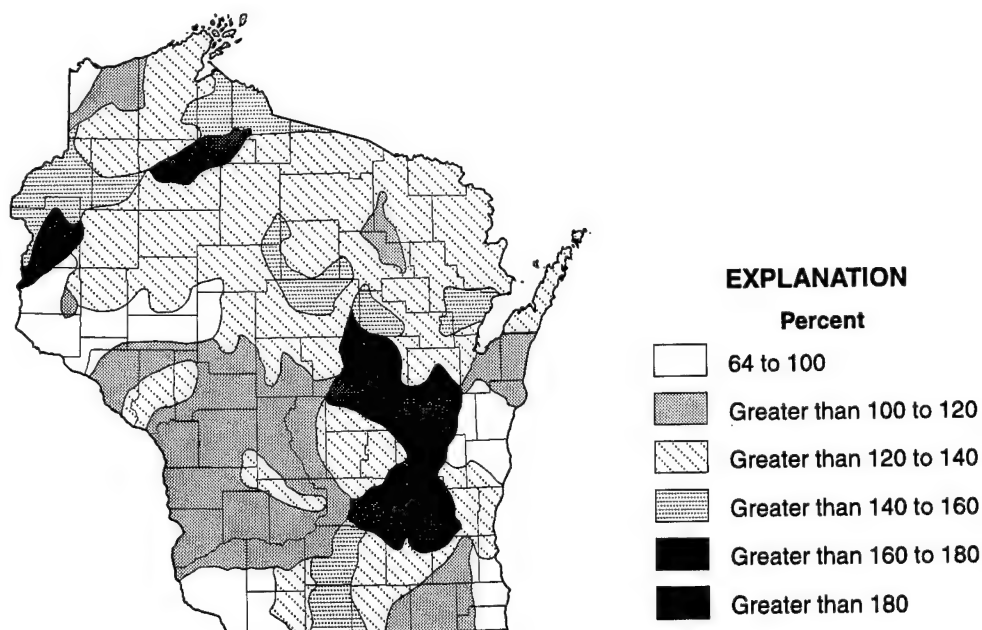 EXPLANATION
Percent
64 to 100
Greater than 100 to 120
Greater than 120 to 140
Greater than 140 to 160
Greater than 160 to 180
Greater than 180